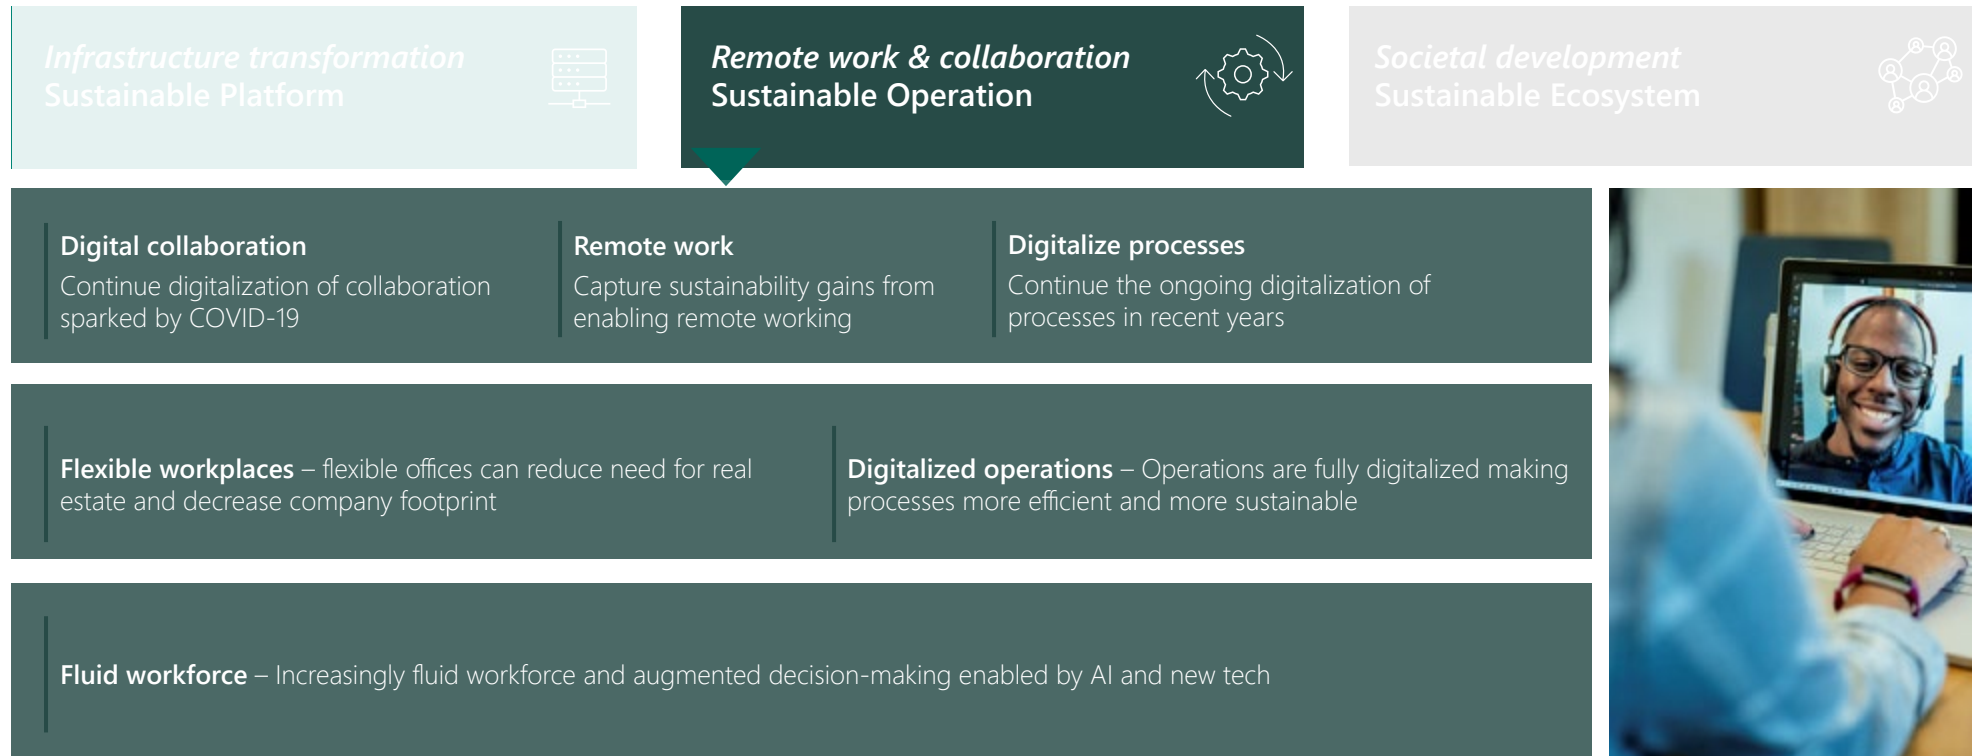 Infrastructure transformation
Sustainable Platform
Remote work & collaboration
Sustainable Operation
Societal development
Sustainable Ecosystem
Digital collaboration
Continue digitalization of collaboration
sparked by COVID-19
Remote work
Capture sustainability gains from
enabling remote working
Digitalize processes
Continue the ongoing digitalization of
processes in recent years
Flexible workplaces – flexible offices can reduce need for real
estate and decrease company footprint
Digitalized operations – Operations are fully digitalized making
processes more efficient and more sustainable
Fluid workforce – Increasingly fluid workforce and augmented decision-making enabled by AI and new tech